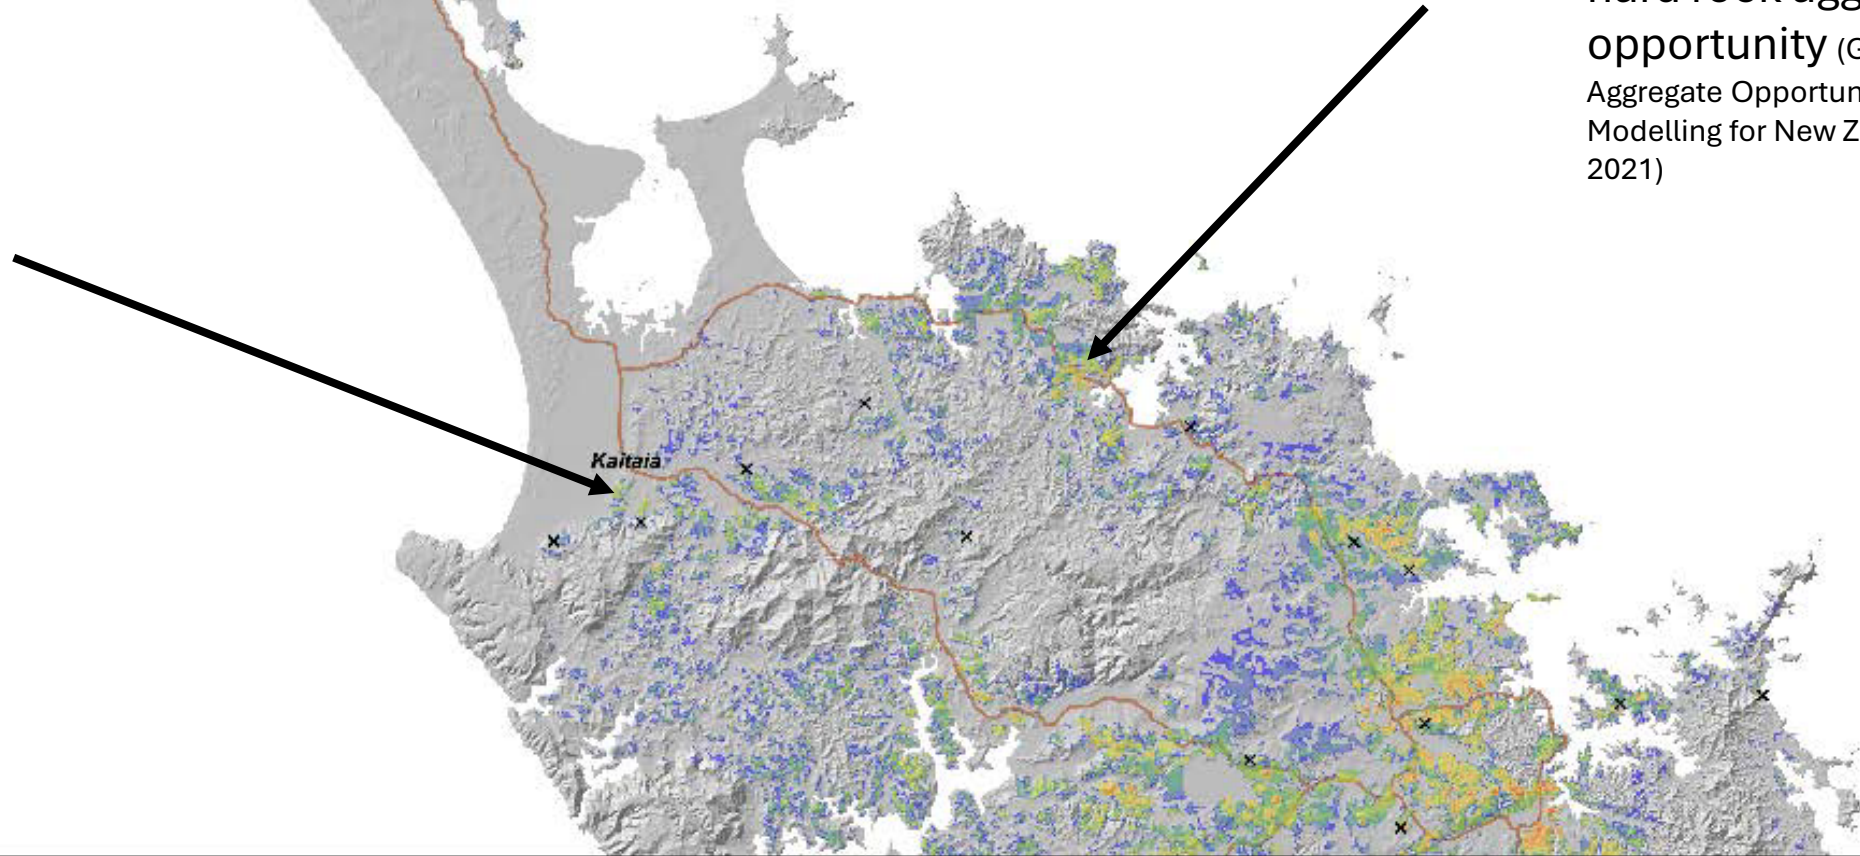 opportunity (G
Aggregate Opportun
Modelling for New Z
2021)
Kaitaia